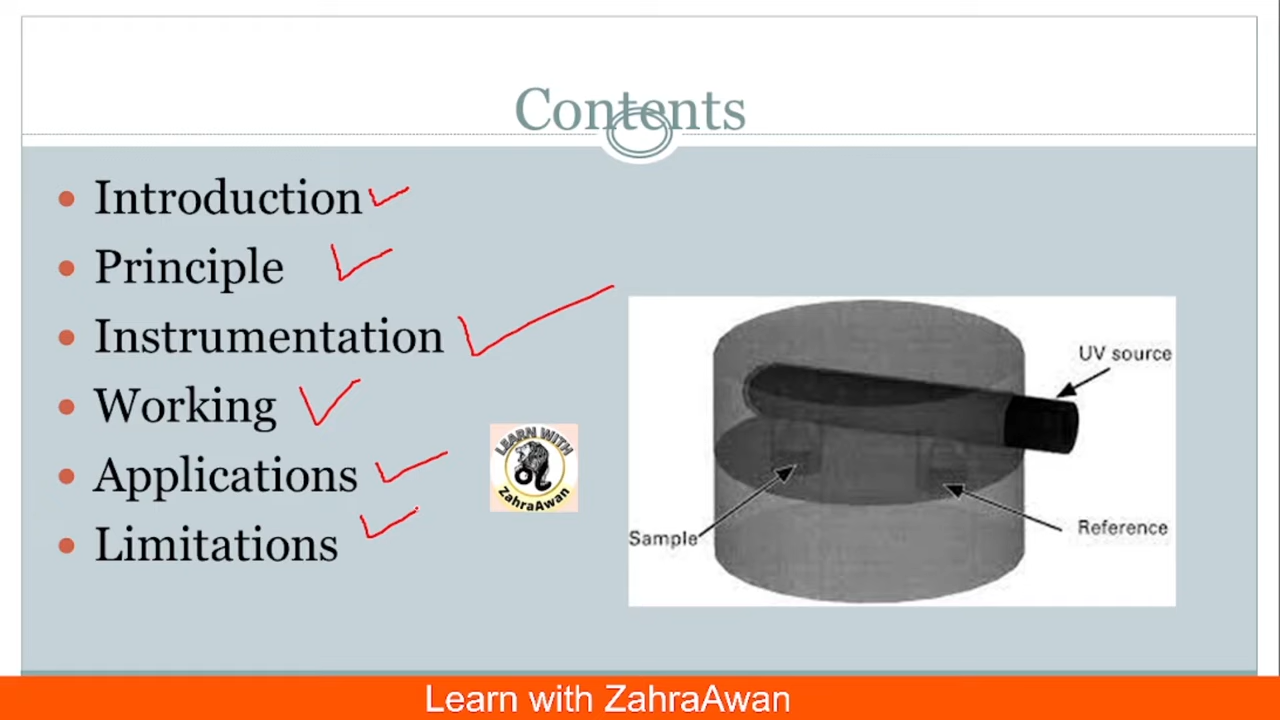 Contents
Introduction
Principle
Instrumentation
Working
Applications
Limitations
LEARN WITH
ZahraAwan
UV source
Sample
Reference
Learn with ZahraAwan